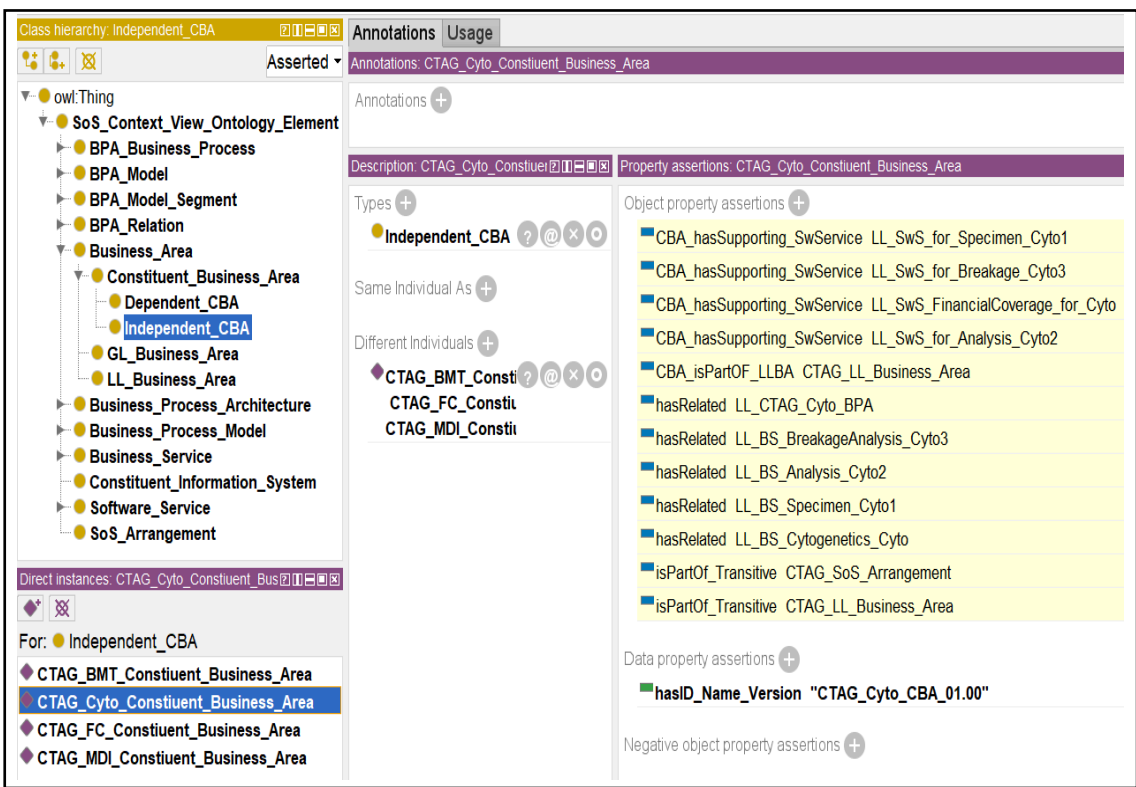 Class hierarchy: Independent_CBA
Asserted
owl:Thing
SoS_Context_View_Ontology_Element
BPA_Business_Process
BPA_Model
BPA_Model_Segment
BPA_Relation
Business_Area
Constituent_Business_Area
Dependent_CBA
Independent_CBA
GL_Business_Area
LL_Business_Area
Business_Process_Architecture
Business_Process_Model
Business_Service
Constituent_Information_System
Software_Service
SoS_Arrangement
Direct instances: CTAG_Cyto_Constiuent_Bus
For: Independent_CBA
CTAG_BMT_Constiuent_Business_Area
CTAG_Cyto_Constiuent_Business_Area
CTAG_FC_Constiuent_Business_Area
CTAG_MDI_Constiuent_Business_Area
Annotations Usage
Annotations: CTAG_Cyto_Constiuent_Business_Area
Annotations
Description: CTAG_Cyto_Constiuer
Types
Independent_CBA
Same Individual As
Different Individuals
CTAG_BMT_Consti
CTAG_FC_Constiu
CTAG_MDI_Constiu
Property assertions: CTAG_Cyto_Constiuent_Business_Area
Object property assertions
CBA_hasSupporting_SwService LL_SwS_for_Specimen_Cyto1
CBA_hasSupporting_SwService LL_SwS_for_Breakage_Cyto3
CBA_hasSupporting_SwService LL_SwS_FinancialCoverage_for_Cyto
CBA_hasSupporting_SwService LL_SwS_for_Analysis_Cyto2
CBA_isPartOF_LLBA CTAG_LL_Business_Area
hasRelated LL_CTAG_Cyto_BPA
hasRelated LL_BS_BreakageAnalysis_Cyto3
hasRelated LL_BS_Analysis_Cyto2
hasRelated LL_BS_Specimen_Cyto1
hasRelated LL_BS_Cytogenetics_Cyto
isPartOf_Transitive CTAG_SoS_Arrangement
isPartOf_Transitive CTAG_LL_Business_Area
Data property assertions
hasID_Name_Version "CTAG_Cyto_CBA_01.00"
Negative object property assertions